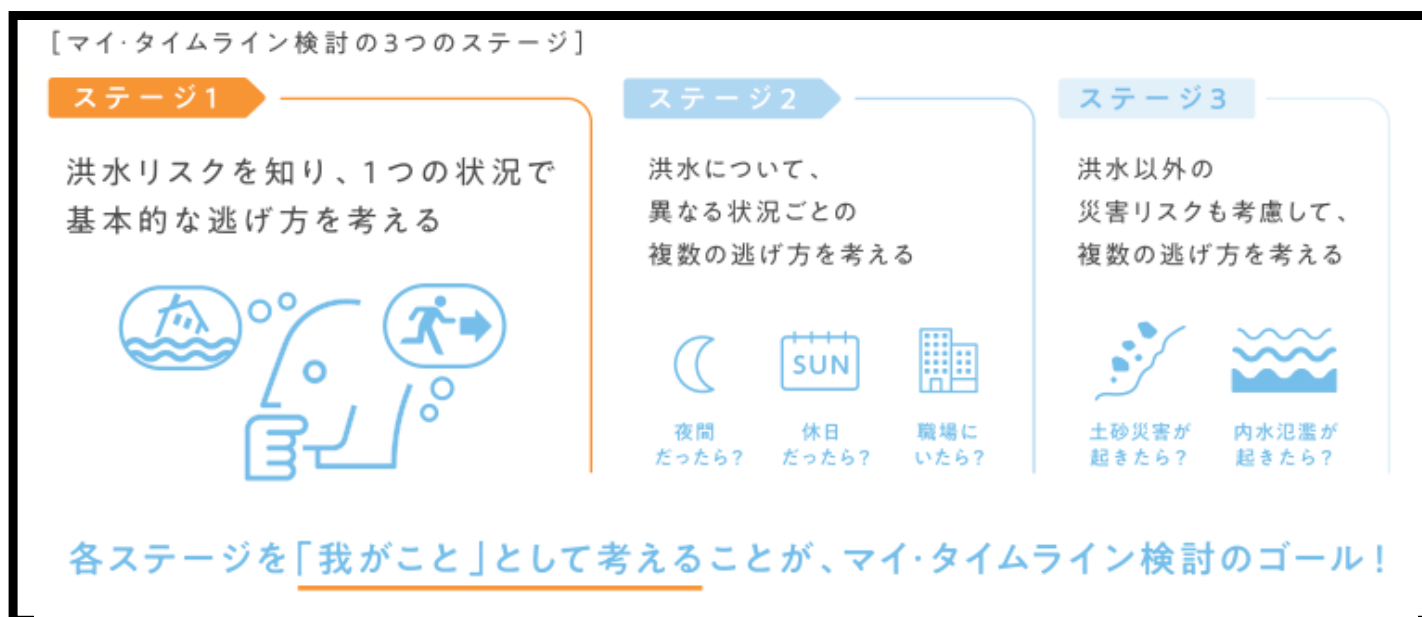 [マイ・タイムライン検討の3つのステージ]
ステージ1
洪水リスクを知り、1つの状況で
基本的な逃げ方を考える
ステージ2
洪水について、
異なる状況ごとの
複数の逃げ方を考える
SUN
夜間
だったら?
休日
だったら?
職場に
いたら?
ステージ3
洪水以外の
災害リスクも考慮して、
複数の逃げ方を考える
土砂災害が
起きたら?
内水氾濫が
起きたら?
各ステージを「我がこと」として考えることが、マイ・タイムライン検討のゴール!